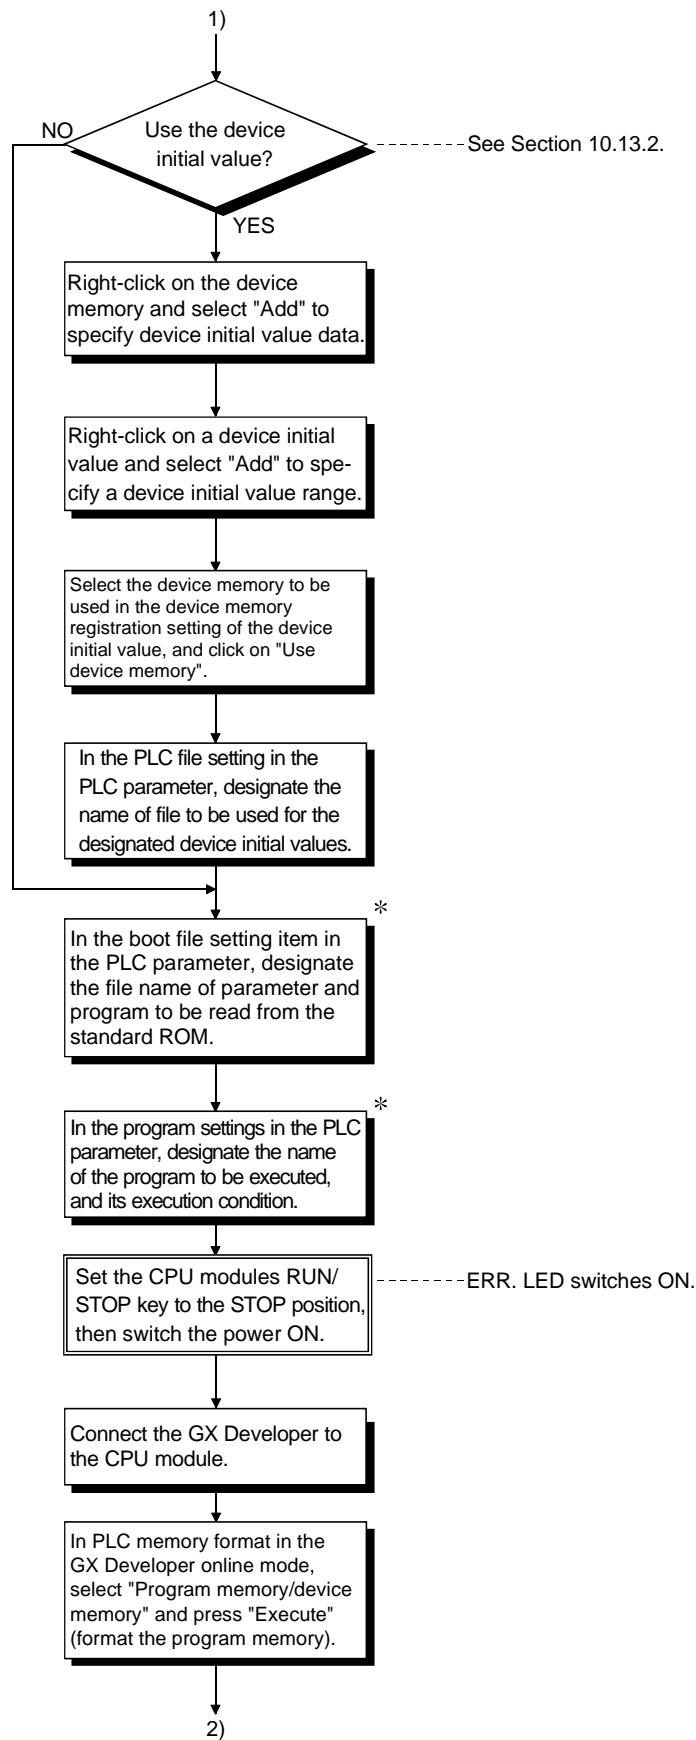 1)
Use the device
initial value?
NO
See Section 10.13.2.
YES
Right-click on the device
memory and select "Add" to
specify device initial value data.
Right-click on a device initial
value and select "Add" to spe-
cify a device initial value range.
Select the device memory to be
used in the device memory
registration setting of the device
initial value, and click on "Use
device memory".
In the PLC file setting in the
PLC parameter, designate the
name of file to be used for the
designated device initial values.
*
In the boot file setting item in
the PLC parameter, designate
the file name of parameter and
program to be read from the
standard ROM.
*
In the program settings in the PLC
parameter, designate the name
of the program to be executed,
and its execution condition.
Set the CPU modules RUN/
STOP key to the STOP position,
then switch the power ON.
ERR. LED switches ON.
Connect the GX Developer to
the CPU module.
In PLC memory format in the
GX Developer online mode,
select "Program memory/device
memory" and press "Execute"
(format the program memory).
2)